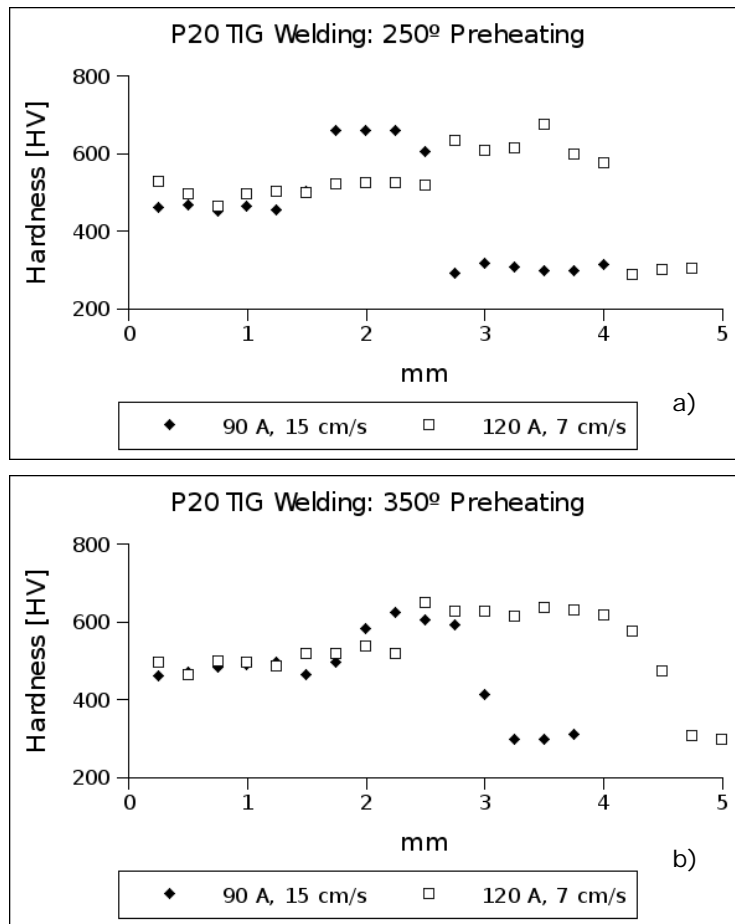 P20 TIG Welding: 250º Preheating
Hardness [HV]
800
600
400
200
0 1 2 3 4 5
mm
90 A, 15 cm/s 120 A, 7 cm/s
a)
P20 TIG Welding: 350º Preheating
Hardness [HV]
800
600
400
200
0 1 2 3 4 5
mm
90 A, 15 cm/s 120 A, 7 cm/s
b)